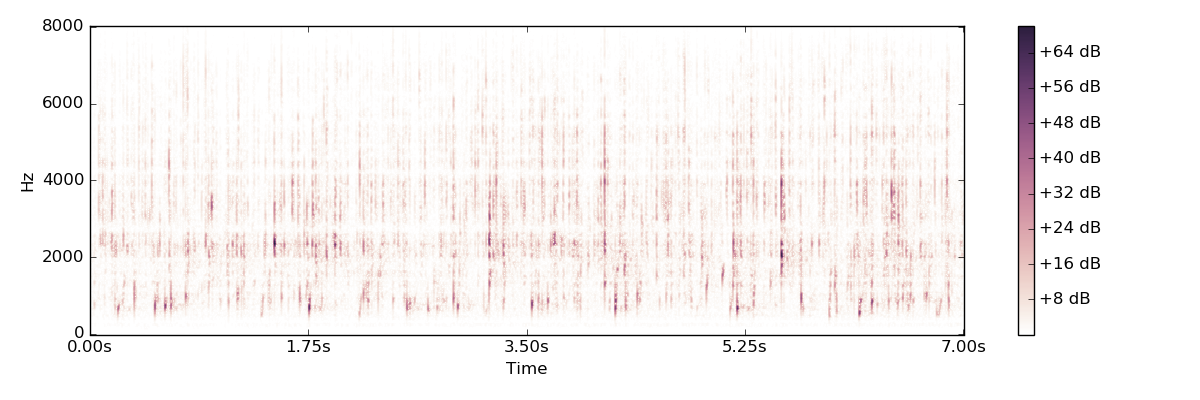 8000
6000
4000
2000
0
Hz
0.00s 1.75s 3.50s 5.25s 7.00s
Time
+64 dB
+56 dB
+48 dB
+40 dB
+32 dB
+24 dB
+16 dB
+8 dB